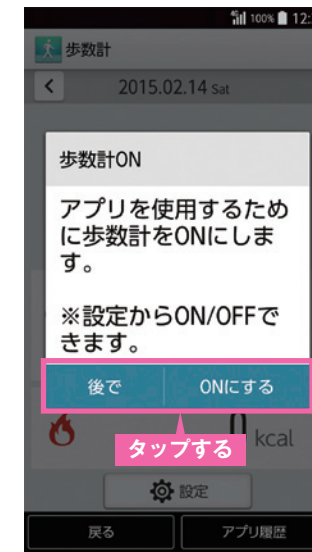 4G 100% 12:
歩数計
< 2015.02.14 Sat
歩数計ON
アプリを使用するため
に歩数計をONにしま
す。
※設定からON/OFFで
きます。
後で ONにする
タップする
0 kcal
設定
戻る アプリ履歴